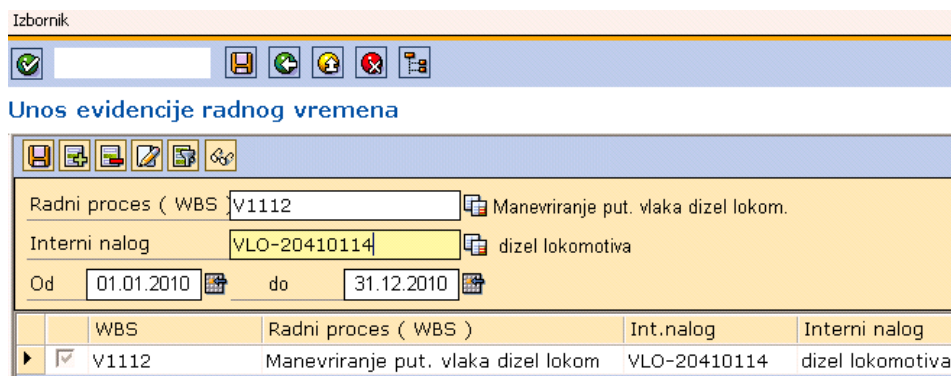 Izbornik
Unos evidencije radnog vremena
Radni proces ( WBS ) V1112 Manevriranje put. vlaka dizel lokom.
Interni nalog VLO-20410114 dizel lokomotiva
Od 01.01.2010 do 31.12.2010
WBS Radni proces ( WBS ) Int.nalog Interni nalog
V1112 Manevriranje put. vlaka dizel lokom VLO-20410114 dizel lokomotiva